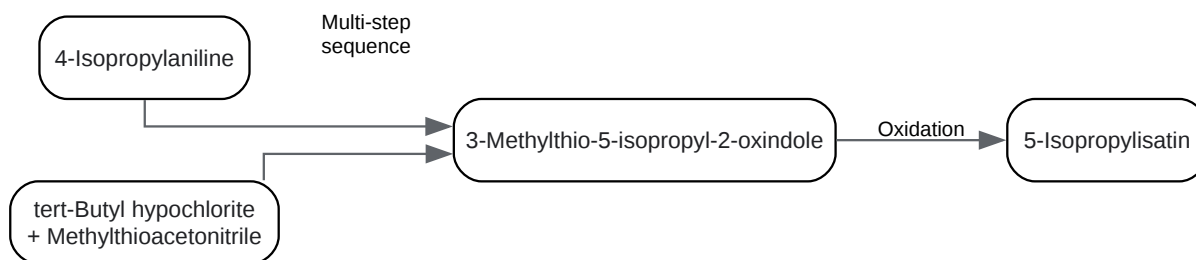 Multi-step
sequence
4-Isopropylaniline
3-Methylthio-5-isopropyl-2-oxindole
Oxidation
5-Isopropylisatin
tert-Butyl hypochlorite
+ Methylthioacetonitrile